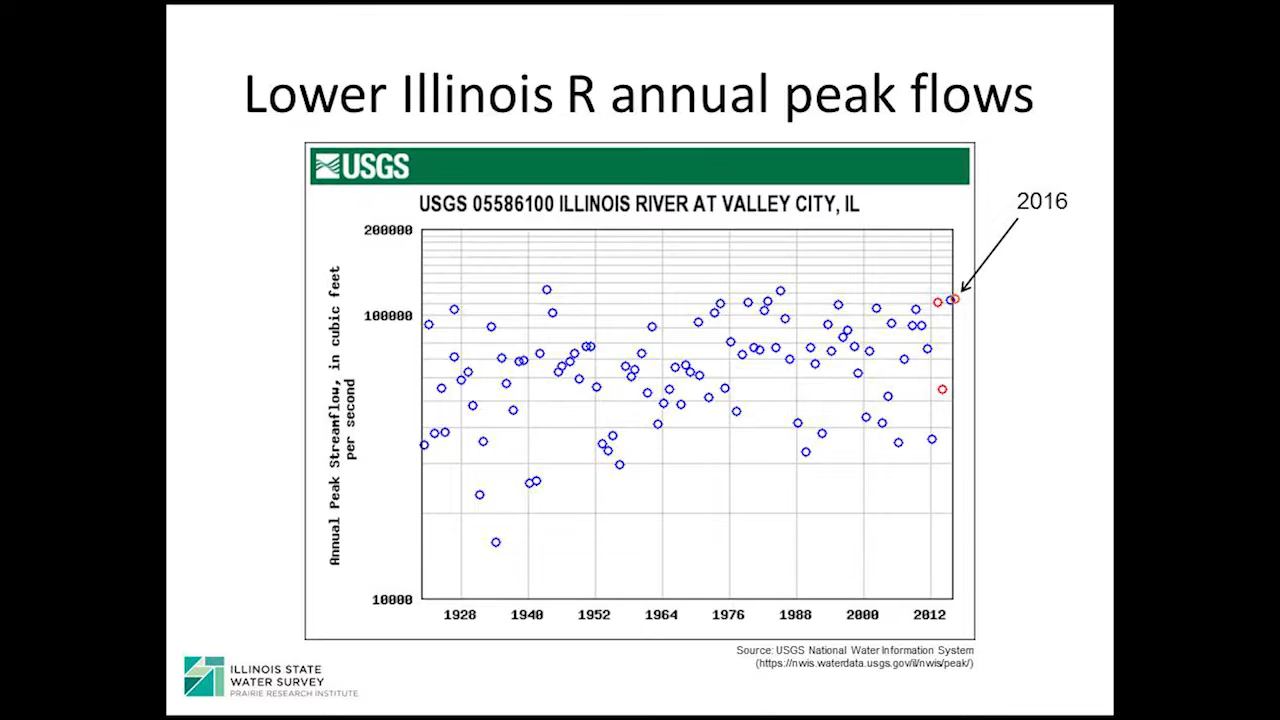 Lower Illinois R annual peak flows
USGS
USGS 05586100 ILLINOIS RIVER AT VALLEY CITY, IL
2016
200000
100000
10000
Annual Peak Streamflow, in cubic feet
per second
1928 1940 1952 1964 1976 1988 2000 2012
Source: USGS National Water Information System
(https://nwis.waterdata.usgs.gov/il/nwis/peak/)
ILLINOIS STATE
WATER SURVEY
PRAIRIE RESEARCH INSTITUTE